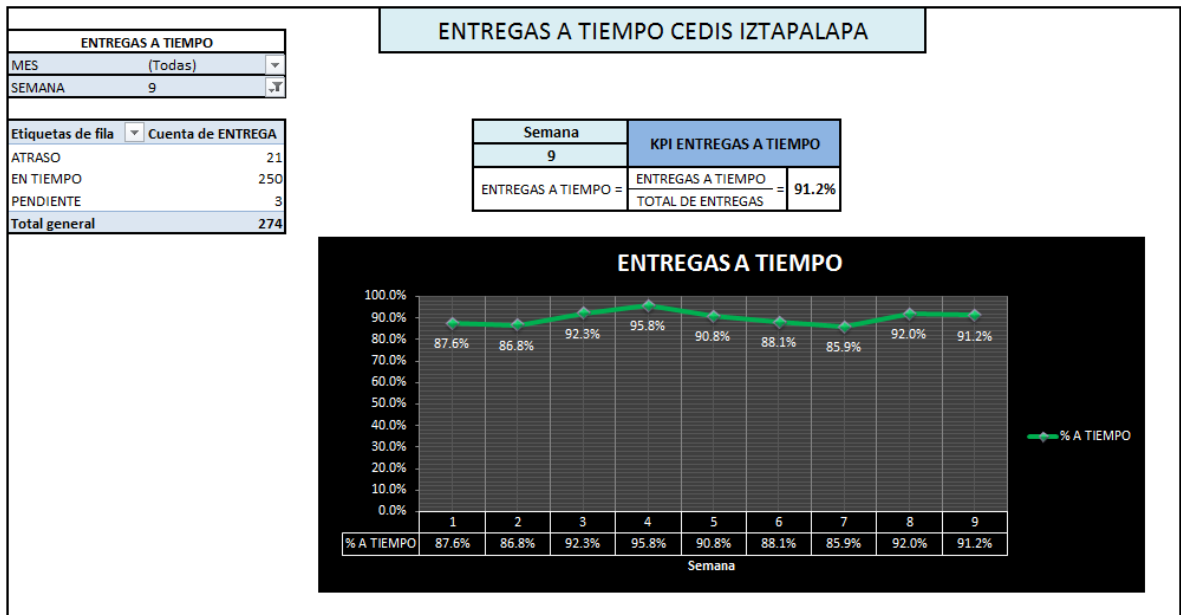 ENTREGAS A TIEMPO CEDIS IZTAPALAPA
ENTREGAS A TIEMPO
MES (Todas)
SEMANA 9
Etiquetas de fila Cuenta de ENTREGA
ATRASO 21
EN TIEMPO 250
PENDIENTE 3
Total general 274
Semana
9
KPI ENTREGAS A TIEMPO
ENTREGAS A TIEMPO =
ENTREGAS A TIEMPO
TOTAL DE ENTREGAS
= 91.2%
ENTREGAS A TIEMPO
100.0%
90.0%
80.0%
70.0%
60.0%
50.0%
40.0%
30.0%
20.0%
10.0%
0.0%
87.6% 86.8% 92.3% 95.8% 90.8% 88.1% 85.9% 92.0% 91.2%
% A TIEMPO
1 2 3 4 5 6 7 8 9
% A TIEMPO 87.6% 86.8% 92.3% 95.8% 90.8% 88.1% 85.9% 92.0% 91.2%
Semana